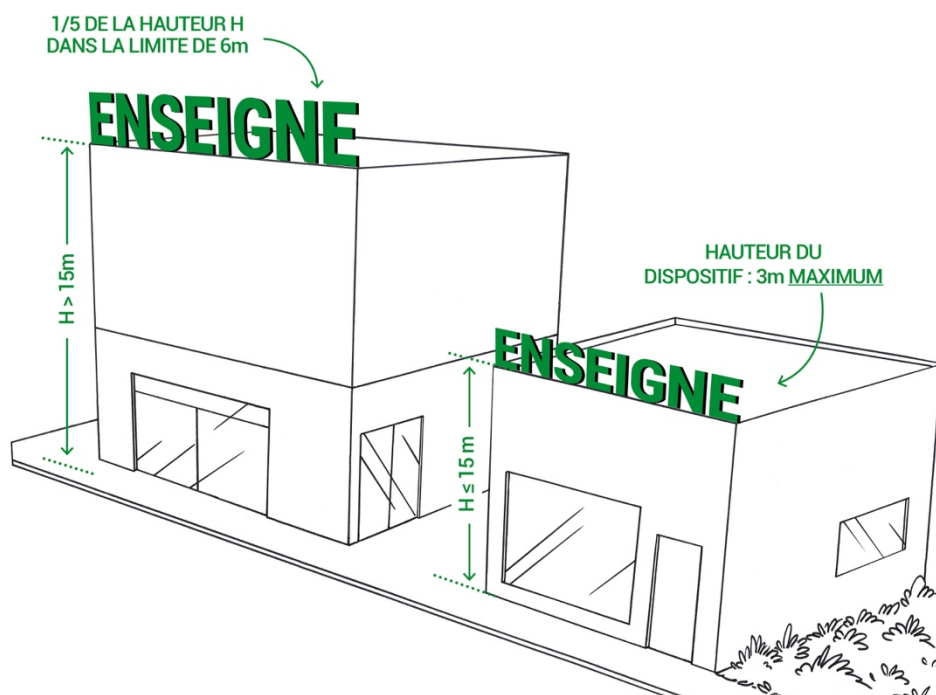 1/5 DE LA HAUTEUR H
DANS LA LIMITE DE 6m
ENSEIGNE
H > 15m
HAUTEUR DU
DISPOSITIF : 3m MAXIMUM
ENSEIGNE
H ≤ 15 m